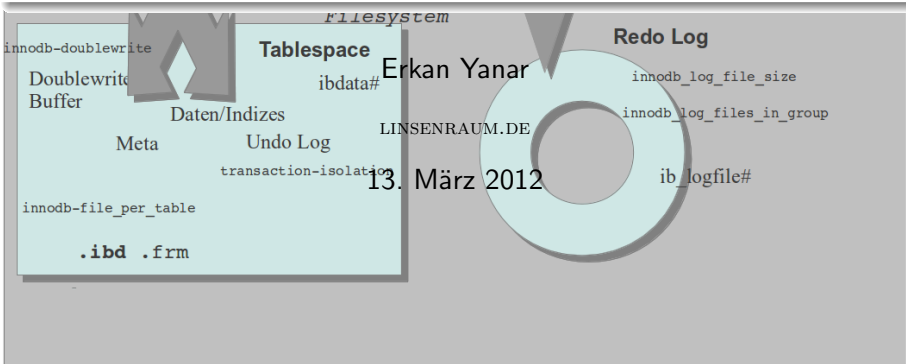 Filesystem
innodb-doublewrite
Tablespace
Doublewrite
Buffer
ibdata#
Daten/Indizes
Meta
Undo Log
transaction-isolation
innodb-file_per_table
.ibd .frm
Erkan Yanar
LINSENRAUM.DE
13. März 2012
Redo Log
innodb_log_file_size
innodb_log_files_in_group
ib_logfile#